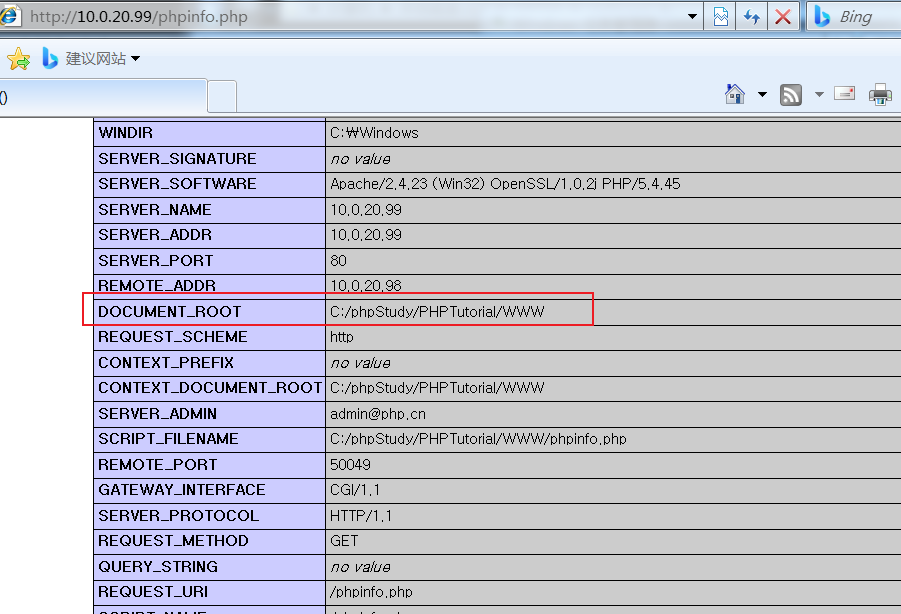 http://10.0.20.99/phpinfo.php
Bing
建议网站
()
WINDIR C:₩Windows
SERVER_SIGNATURE no value
SERVER_SOFTWARE Apache/2.4.23 (Win32) OpenSSL/1.0.2j PHP/5.4.45
SERVER_NAME 10.0.20.99
SERVER_ADDR 10.0.20.99
SERVER_PORT 80
REMOTE_ADDR 10.0.20.98
DOCUMENT_ROOT C:/phpStudy/PHPTutorial/WWW
REQUEST_SCHEME http
CONTEXT_PREFIX no value
CONTEXT_DOCUMENT_ROOT C:/phpStudy/PHPTutorial/WWW
SERVER_ADMIN admin@php.cn
SCRIPT_FILENAME C:/phpStudy/PHPTutorial/WWW/phpinfo.php
REMOTE_PORT 50049
GATEWAY_INTERFACE CGI/1.1
SERVER_PROTOCOL HTTP/1.1
REQUEST_METHOD GET
QUERY_STRING no value
REQUEST_URI /phpinfo.php